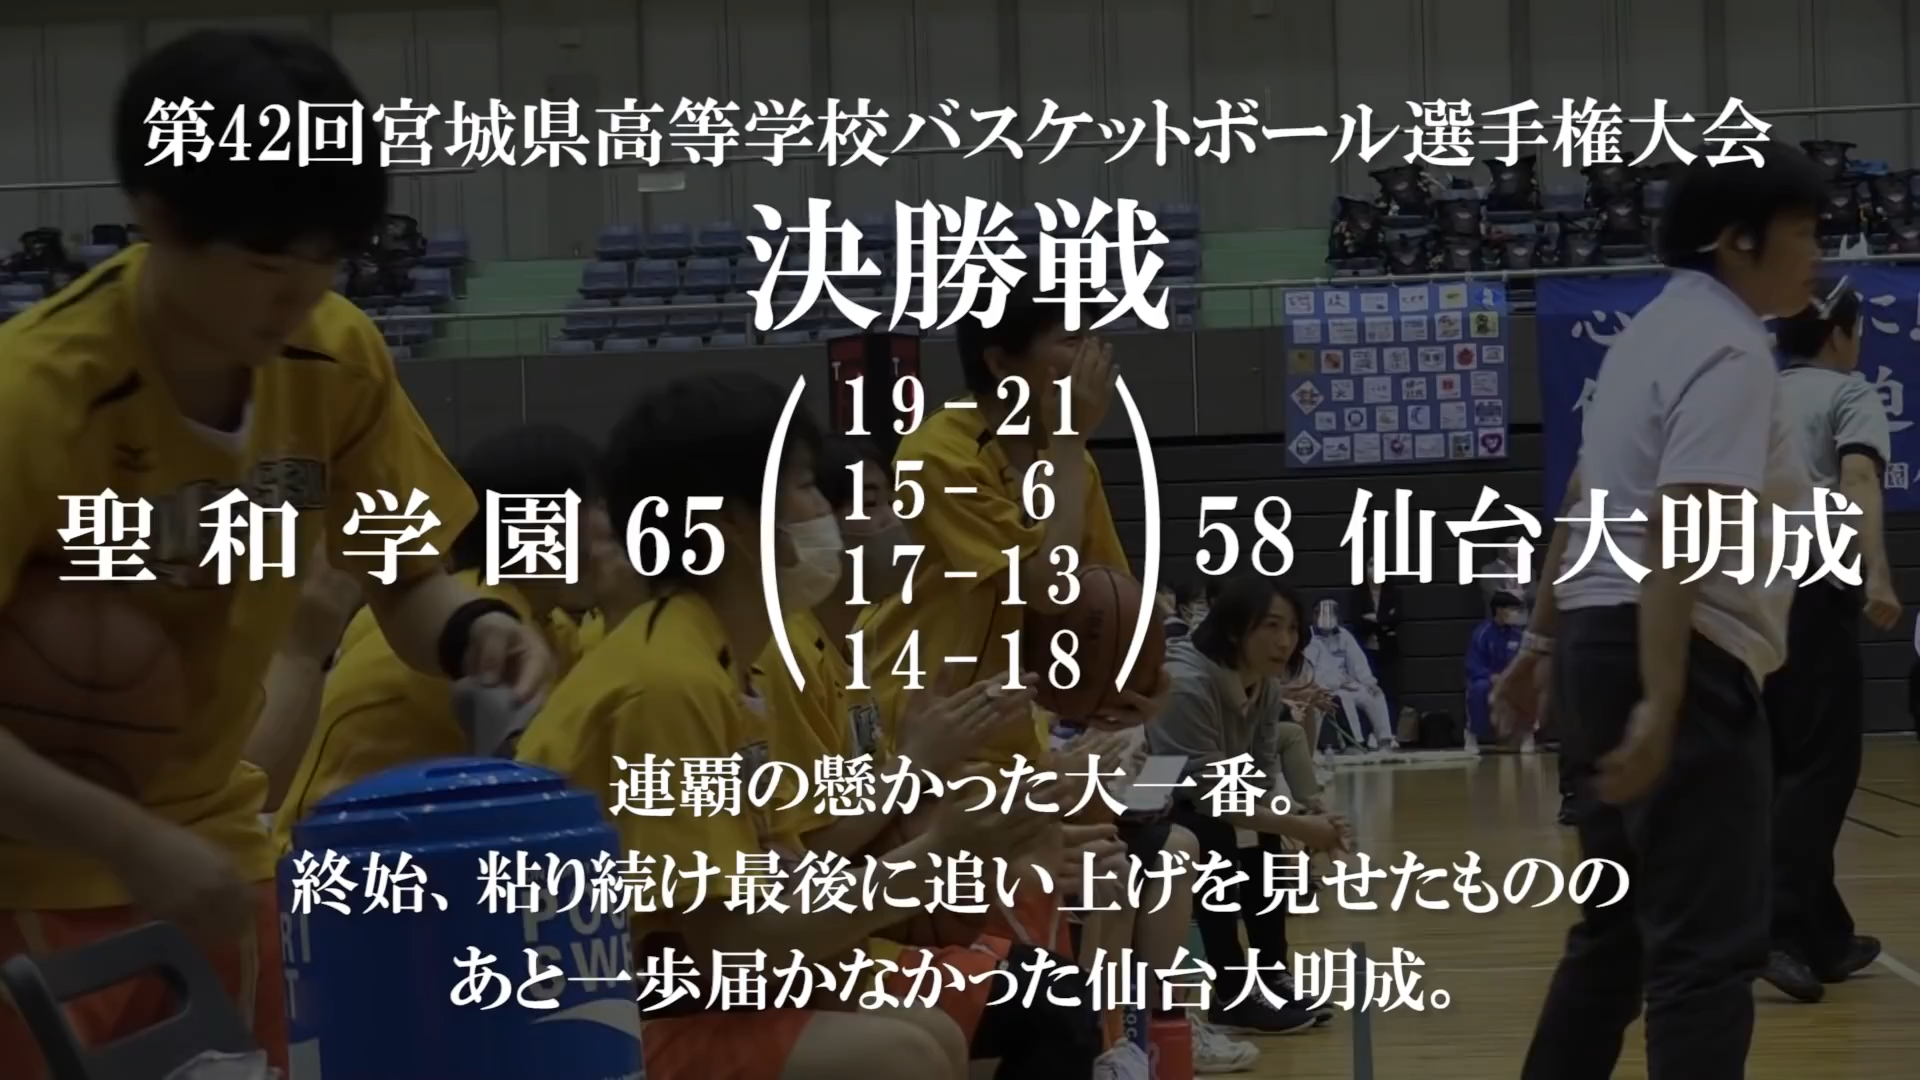 第42回宮城県高等学校バスケットボール選手権大会
決勝戦
聖和学園 65 (19-21 15-6 17-13 14-18) 58 仙台大明成
連覇の懸かった大一番。
終始、粘り続け最後に追い上げを見せたものの
あと一歩届かなかった仙台大明成。